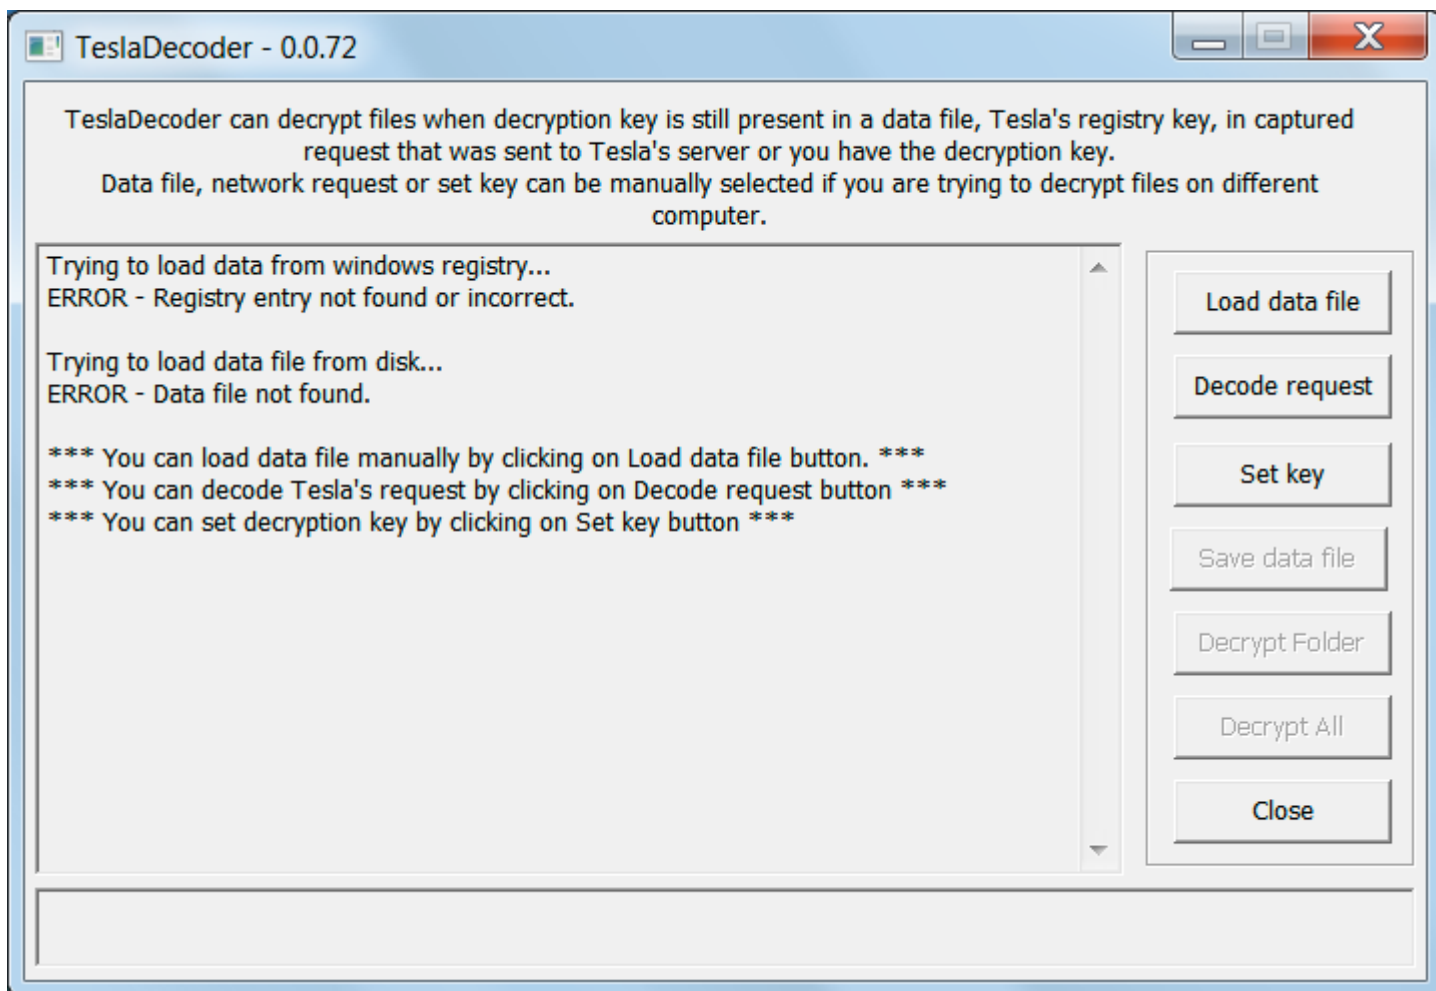 TeslaDecoder - 0.0.72
TeslaDecoder can decrypt files when decryption key is still present in a data file, Tesla's registry key, in captured
request that was sent to Tesla's server or you have the decryption key.
Data file, network request or set key can be manually selected if you are trying to decrypt files on different
computer.
Trying to load data from windows registry...
ERROR - Registry entry not found or incorrect.
Trying to load data file from disk...
ERROR - Data file not found.
*** You can load data file manually by clicking on Load data file button. ***
*** You can decode Tesla's request by clicking on Decode request button ***
*** You can set decryption key by clicking on Set key button ***
Load data file
Decode request
Set key
Save data file
Decrypt Folder
Decrypt All
Close